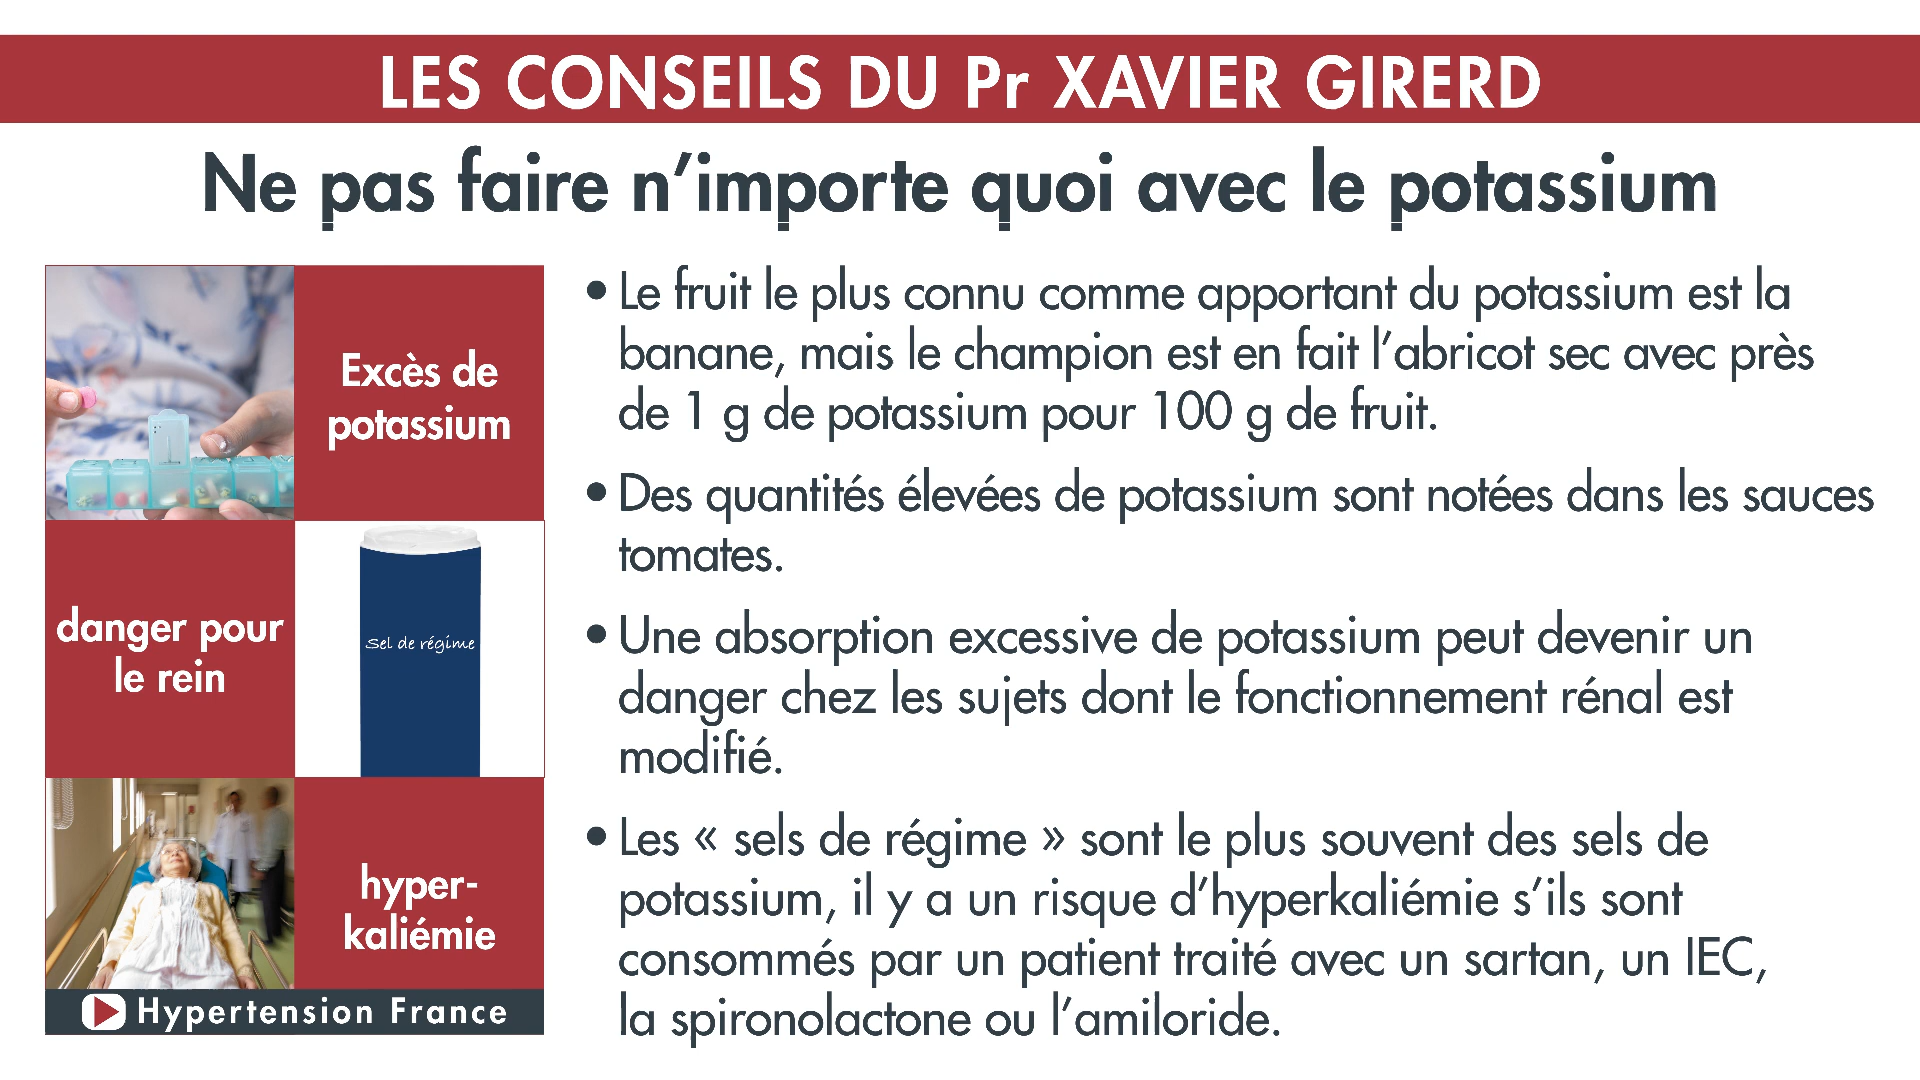 LES CONSEILS DU Pr XAVIER GIRERD
Ne pas faire n’importe quoi avec le potassium
Excès de
potassium
danger pour
le rein
Sel de régime
hyper-
kaliémie
Hypertension France
• Le fruit le plus connu comme apportant du potassium est la
banane, mais le champion est en fait l’abricot sec avec près
de 1 g de potassium pour 100 g de fruit.
• Des quantités élevées de potassium sont notées dans les sauces
tomates.
• Une absorption excessive de potassium peut devenir un
danger chez les sujets dont le fonctionnement rénal est
modifié.
• Les « sels de régime » sont le plus souvent des sels de
potassium, il y a un risque d’hyperkaliémie s’ils sont
consommés par un patient traité avec un sartan, un IEC,
la spironolactone ou l’amiloride.